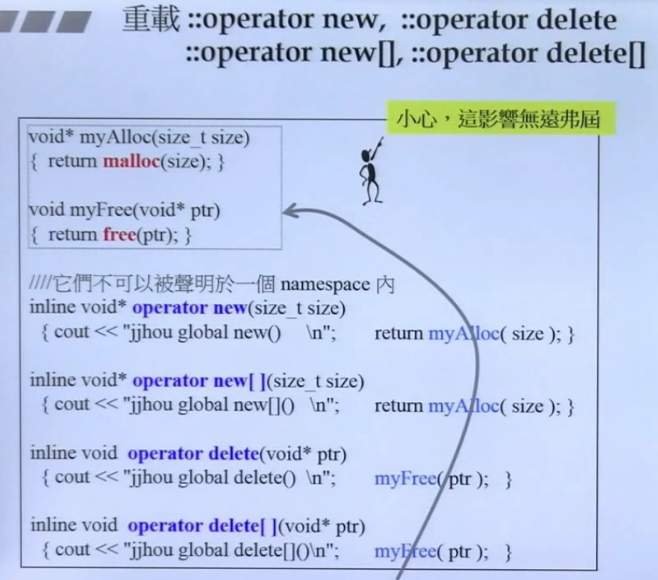 重載 ::operator new, ::operator delete
::operator new[], ::operator delete[]
小心，這影響無遠弗屆
void* myAlloc(size_t size)
{ return malloc(size); }
void myFree(void* ptr)
{ return free(ptr); }
////它們不可以被聲明於一個 namespace 內
inline void* operator new(size_t size)
{ cout << "jjhou global new() \n"; return myAlloc( size ); }
inline void* operator new[ ](size_t size)
{ cout << "jjhou global new[]() \n"; return myAlloc( size ); }
inline void operator delete(void* ptr)
{ cout << "jjhou global delete() \n"; myFree( ptr ); }
inline void operator delete[ ](void* ptr)
{ cout << "jjhou global delete[]()\n"; myFree( ptr ); }